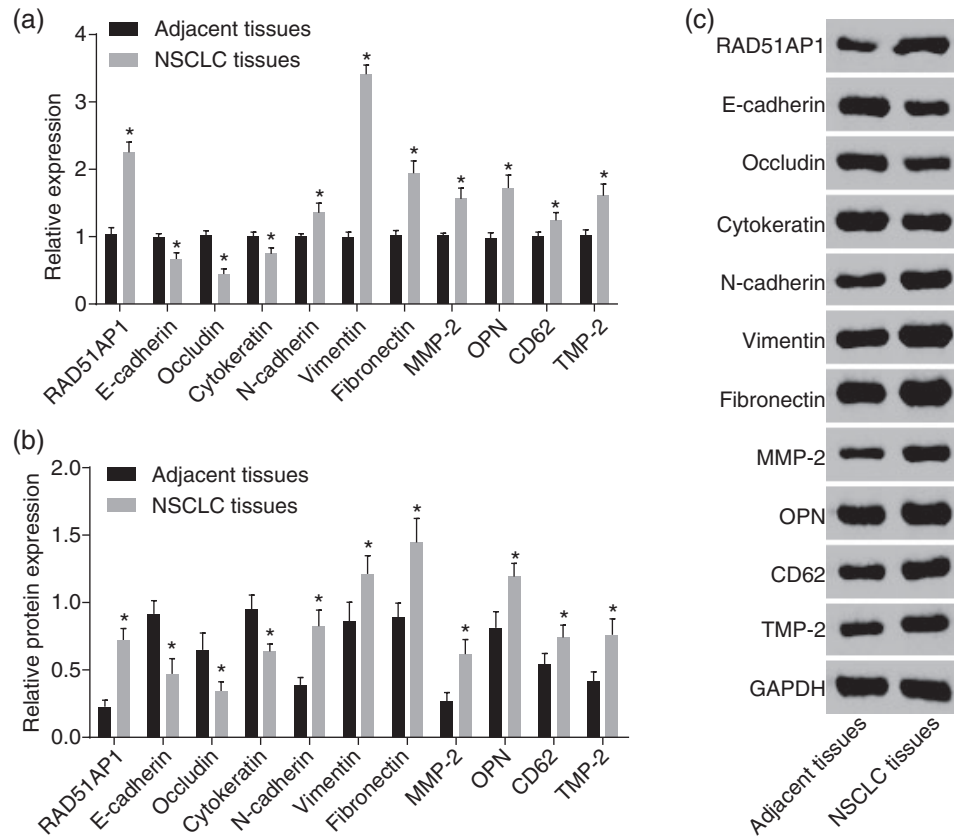 (a)
Adjacent tissues
NSCLC tissues
Relative expression
4
3
2
1
0
* * * * * * * * * * *
RAD51AP1
E-cadherin
Occludin
Cytokeratin
N-cadherin
Vimentin
Fibronectin
MMP-2
OPN
CD62
TMP-2
(b)
Adjacent tissues
NSCLC tissues
Relative protein expression
2.0
1.5
1.0
0.5
0.0
* * * * * * * * * * *
RAD51AP1
E-cadherin
Occludin
Cytokeratin
N-cadherin
Vimentin
Fibronectin
MMP-2
OPN
CD62
TMP-2
(c)
RAD51AP1
E-cadherin
Occludin
Cytokeratin
N-cadherin
Vimentin
Fibronectin
MMP-2
OPN
CD62
TMP-2
GAPDH
Adjacent tissues
NSCLC tissues